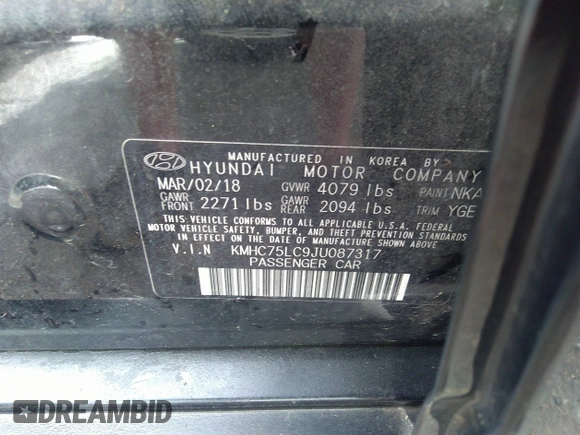 MANUFACTURED IN KOREA BY
HYUNDAI MOTOR COMPANY
MAR/02/18 GVWR 4079 lbs PAINT NKA
GAWR FRONT 2271 lbs GAWR REAR 2094 lbs TRIM YGE
THIS VEHICLE CONFORMS TO ALL APPLICABLE U.S.A. FEDERAL
MOTOR VEHICLE SAFETY, BUMPER, AND THEFT PREVENTION STANDARDS
IN EFFECT ON THE DATE OF MANUFACTURE SHOWN ABOVE.
V.I.N KMHC75LC9JU087317
PASSENGER CAR
DREAMBID